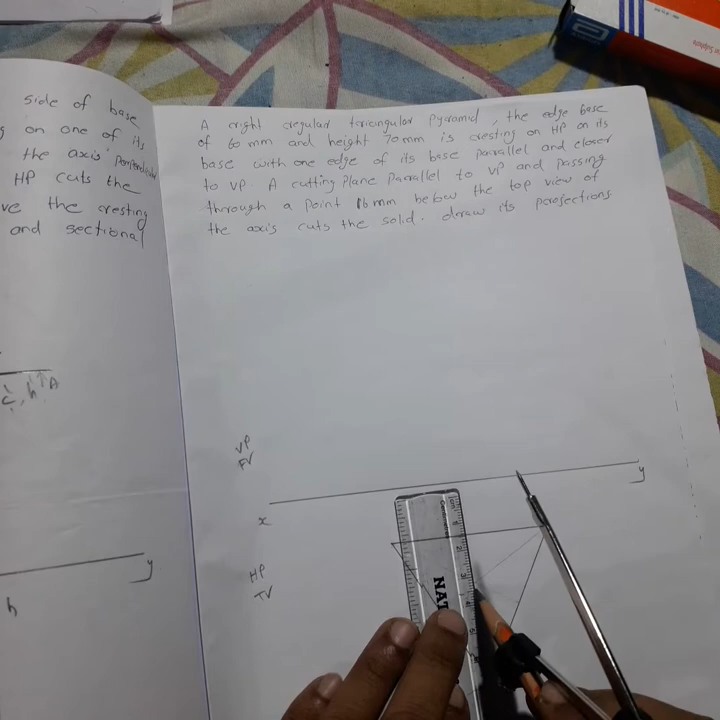 side of base
on one of its
the axis perpendicular
HP cuts the
ve the resting
and sectional
A right regular triangular pyramid, the edge base
of 60 mm and height 70 mm is resting on HP on its
base with one edge of its base parallel and closer
to VP. A cutting Plane Parallel to VP and passing
through a point 16 mm below the top view of
the axis cuts the solid. draw its prosections
VP
FV
x
y
HP
TV
y
h
NAT